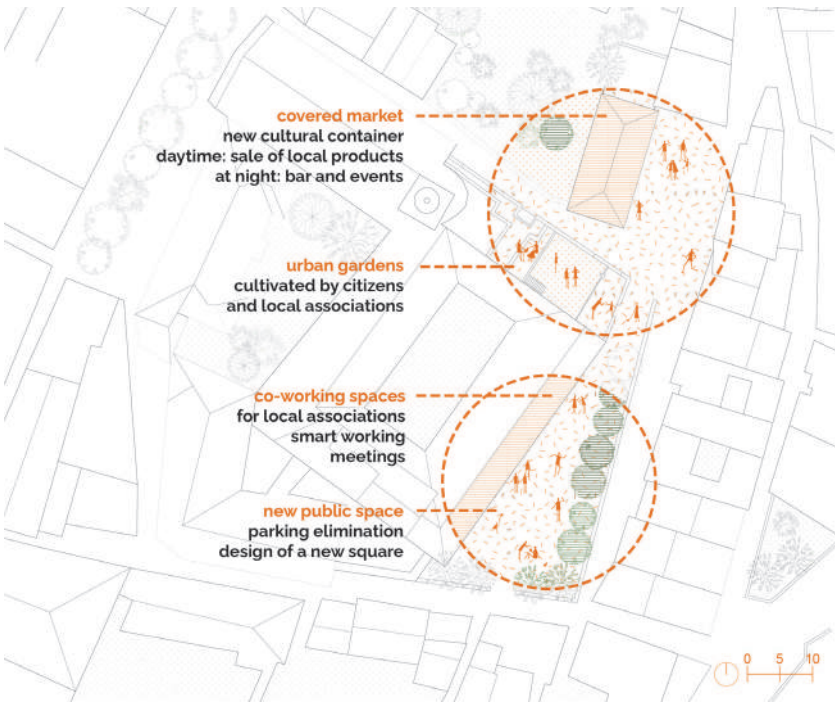 covered market
new cultural container
daytime: sale of local products
at night: bar and events
urban gardens
cultivated by citizens
and local associations
co-working spaces
for local associations
smart working
meetings
new public space
parking elimination
design of a new square
0 5 10